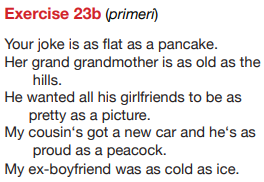 Exercise 23b (primeri)
Your joke is as flat as a pancake.
Her grand grandmother is as old as the
hills.
He wanted all his girlfriends to be as
pretty as a picture.
My cousin's got a new car and he's as
proud as a peacock.
My ex-boyfriend was as cold as ice.